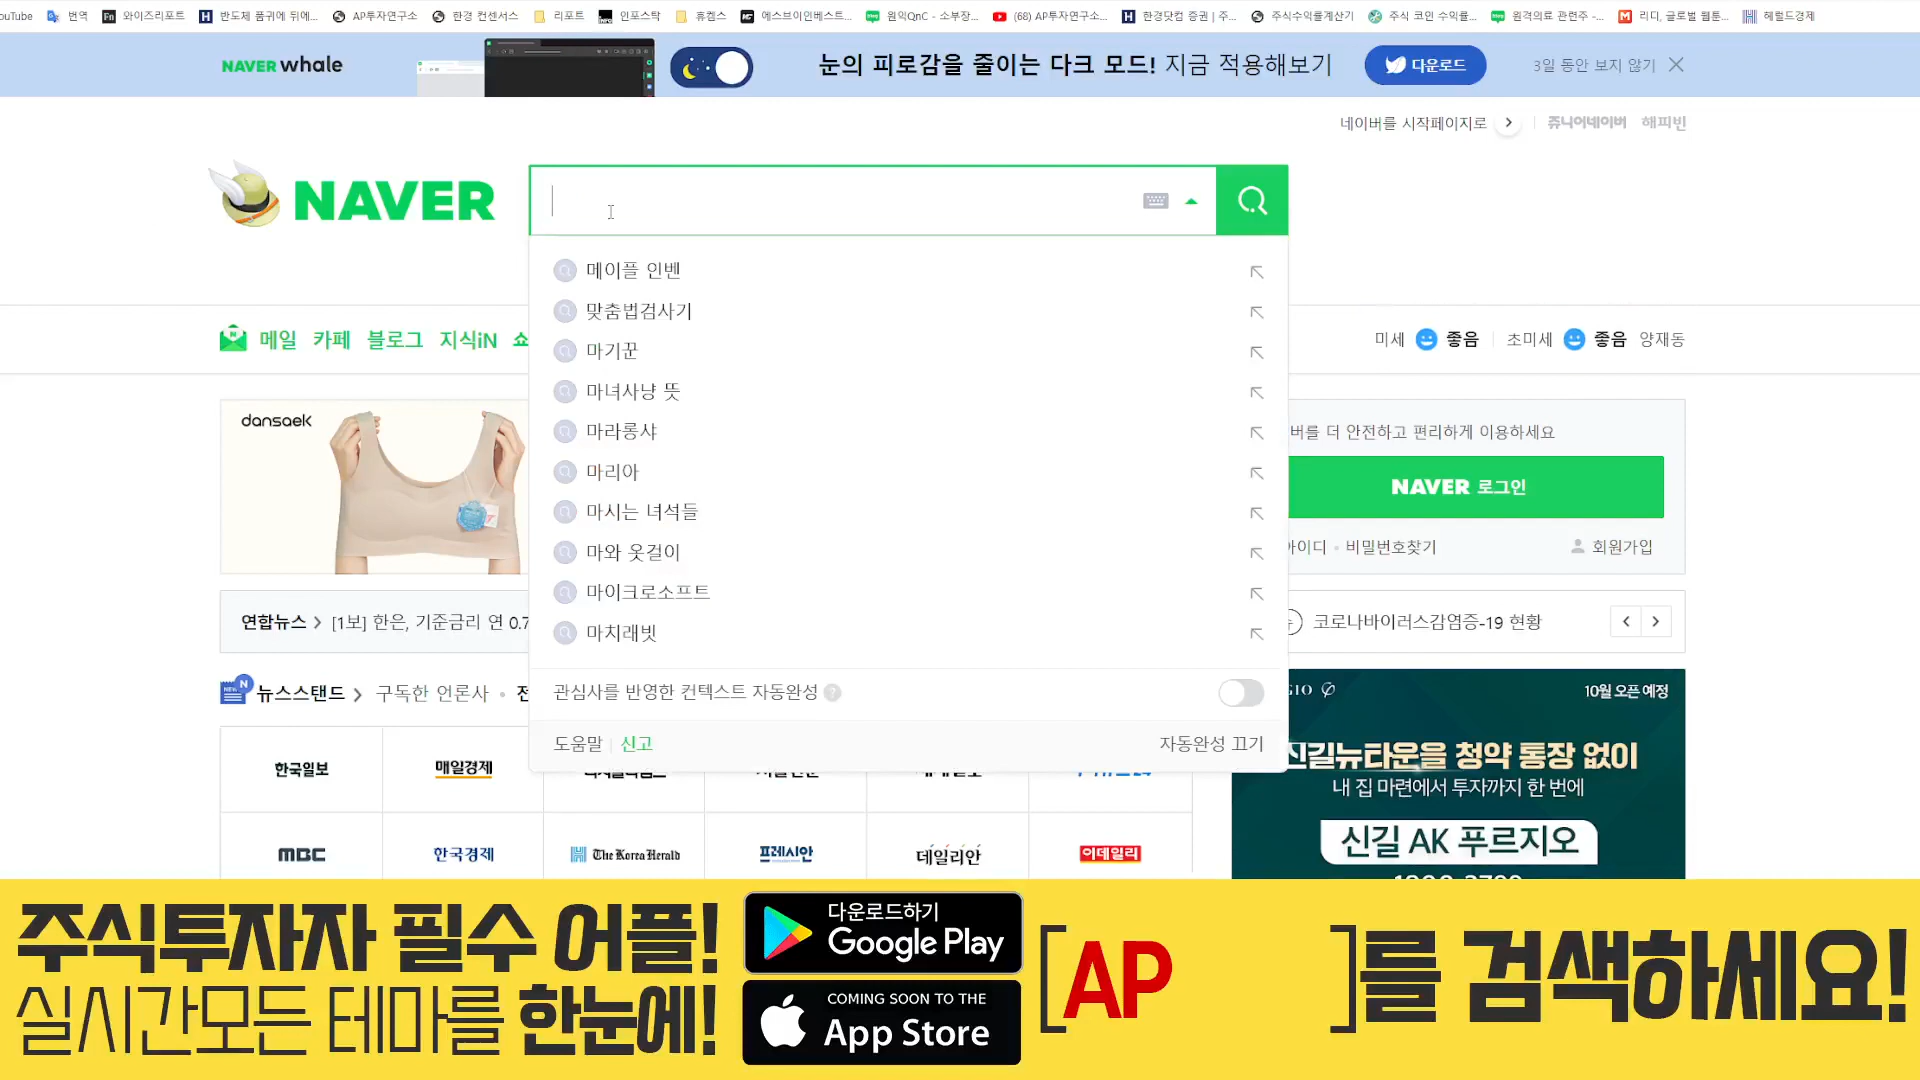 ouTube 번역 와이즈리포트 반도체 품귀에 뒤에... AP투자연구소 한경 컨센서스 리포트 인포스탁 휴캡스 에스브이인베스트... 원익QnC - 소부장... (68) AP투자연구소... 한경닷컴 증권 | 주... 주식수익률계산기 주식 코인 수익률... 원격의료 관련주 -... 리디, 글로벌 웹툰... 헤럴드경제
NAVER whale
눈의 피로감을 줄이는 다크 모드! 지금 적용해보기
다운로드
3일 동안 보지 않기
네이버를 시작페이지로
쥬니어네이버 해피빈
NAVER
메이플 인벤
맞춤법검사기
마기꾼
마녀사냥 뜻
마라롱샤
마리아
마시는 녀석들
마와 옷걸이
마이크로소프트
마치래빗
관심사를 반영한 컨텍스트 자동완성 ?
도움말 신고 자동완성 끄기
메일 카페 블로그 지식iN 쇼
미세 좋음 초미세 좋음 양재동
dansaek
버를 더 안전하고 편리하게 이용하세요
NAVER 로그인
아이디 비밀번호찾기 회원가입
연합뉴스 [1보] 한은, 기준금리 연 0.7
코로나바이러스감염증-19 현황
뉴스스탠드 구독한 언론사
한국일보 매일경제
MBC 한국경제 The Korea Herald 프레시안 데일리안 이데일리
10월 오픈 예정
신길뉴타운을 청약 통장 없이
내 집 마련에서 투자까지 한 번에
신길 AK 푸르지오
주식투자자 필수 어플!
실시간모든 테마를 한눈에!
다운로드하기
Google Play
COMING SOON TO THE
App Store
[AP ]를 검색하세요!